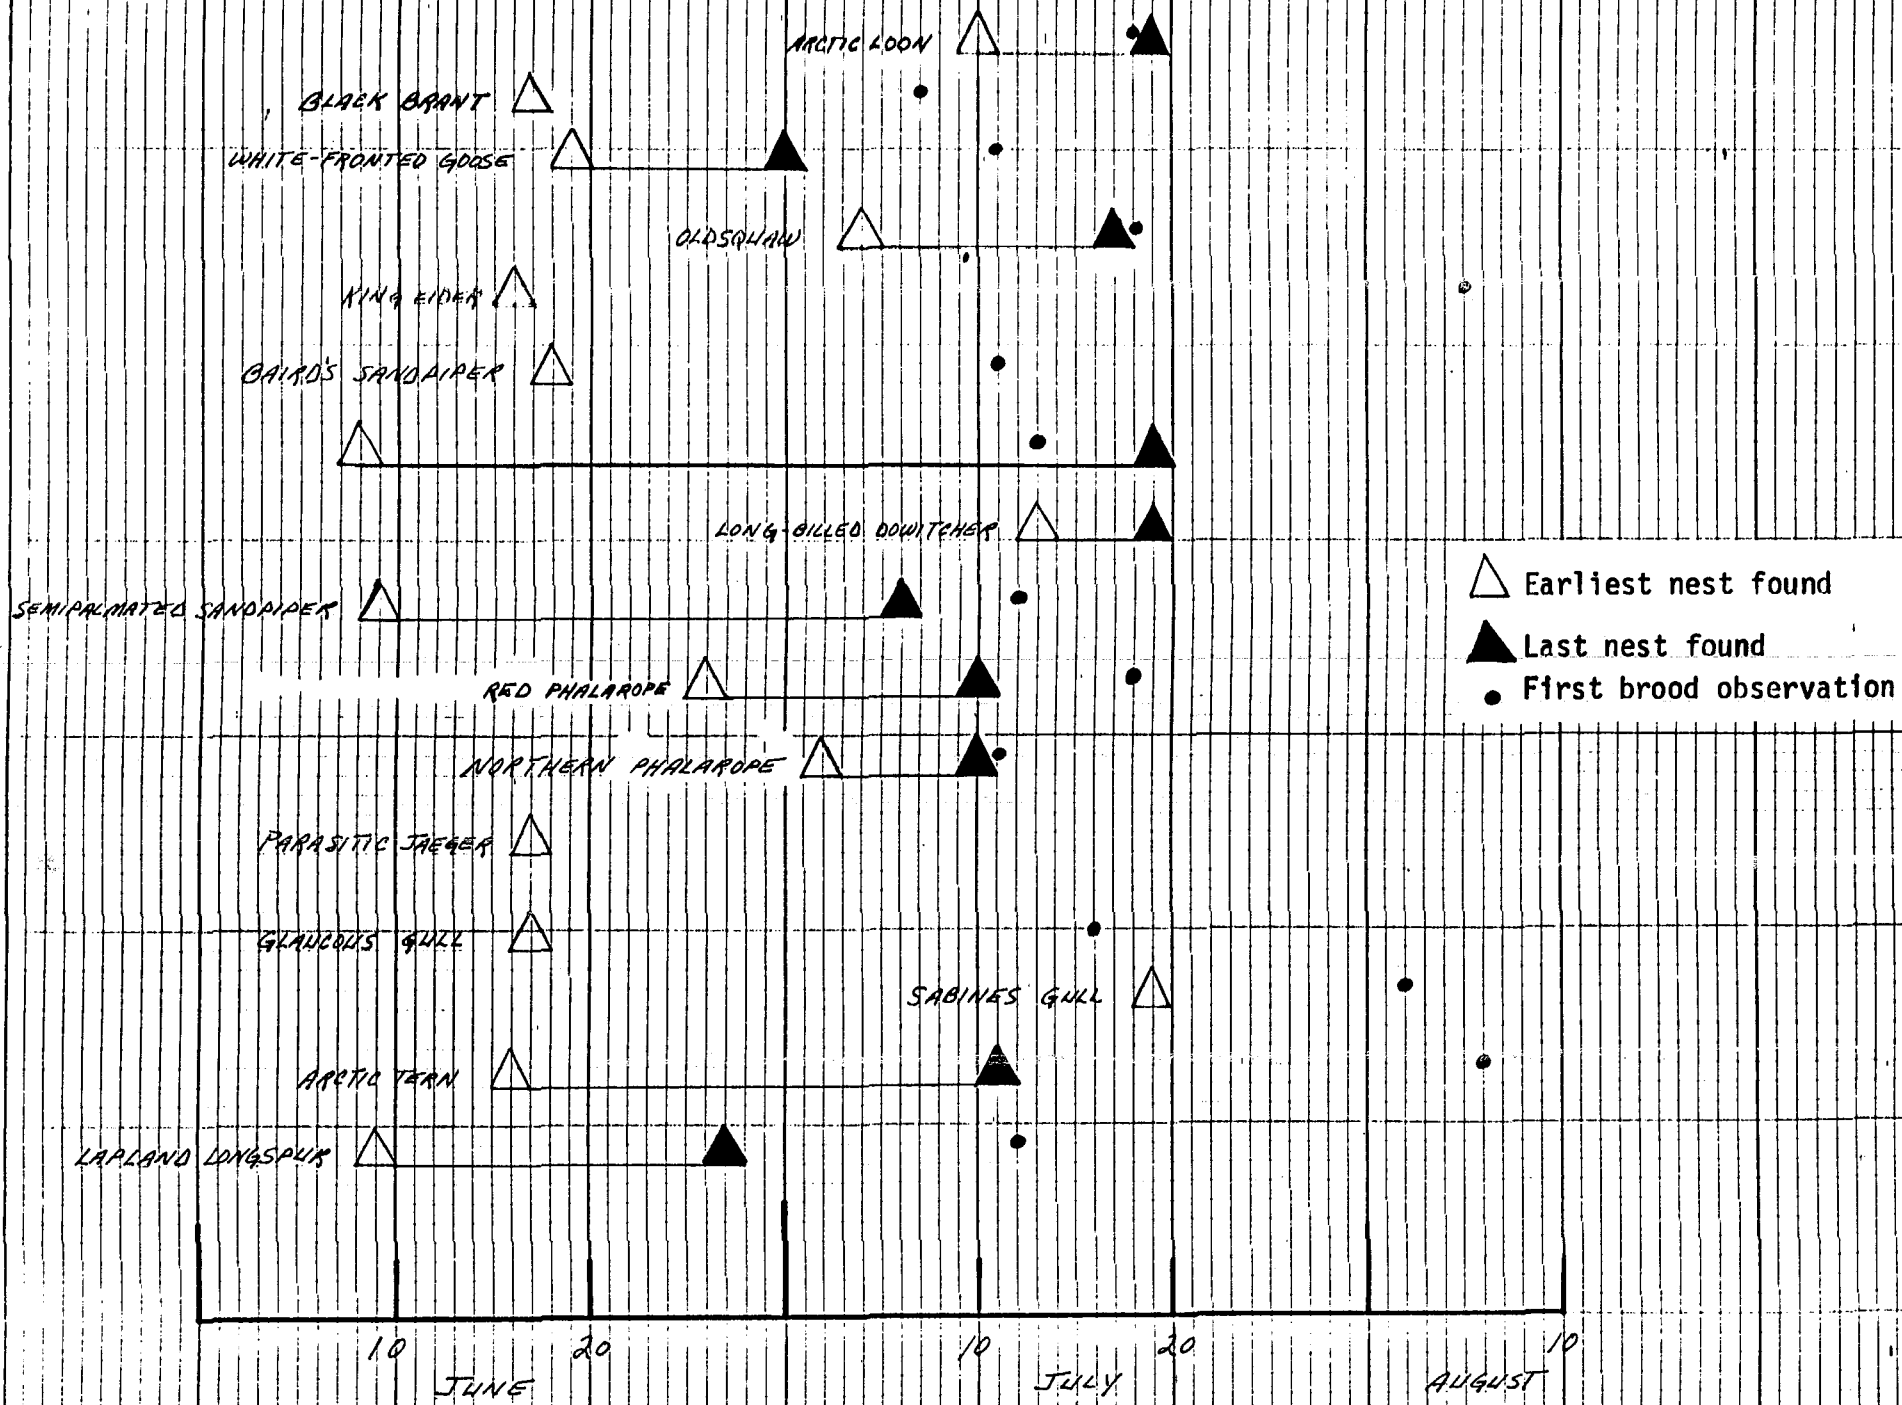 ARCTIC LOON
BLACK BRANT
WHITE-FRONTED GOOSE
OLDSQUAW
KING EIDER
BAIRD'S SANDPIPER
LONG-BILLED DOWITCHER
SEMIPALMATED SANDPIPER
RED PHALAROPE
NORTHERN PHALAROPE
PARASITIC JAEGER
GLAUCOUS GULL
SABINES GULL
ARCTIC TERN
LAPLAND LONGSPUR
Earliest nest found
Last nest found
First brood observation
10 20 10 20 10
JUNE JULY AUGUST